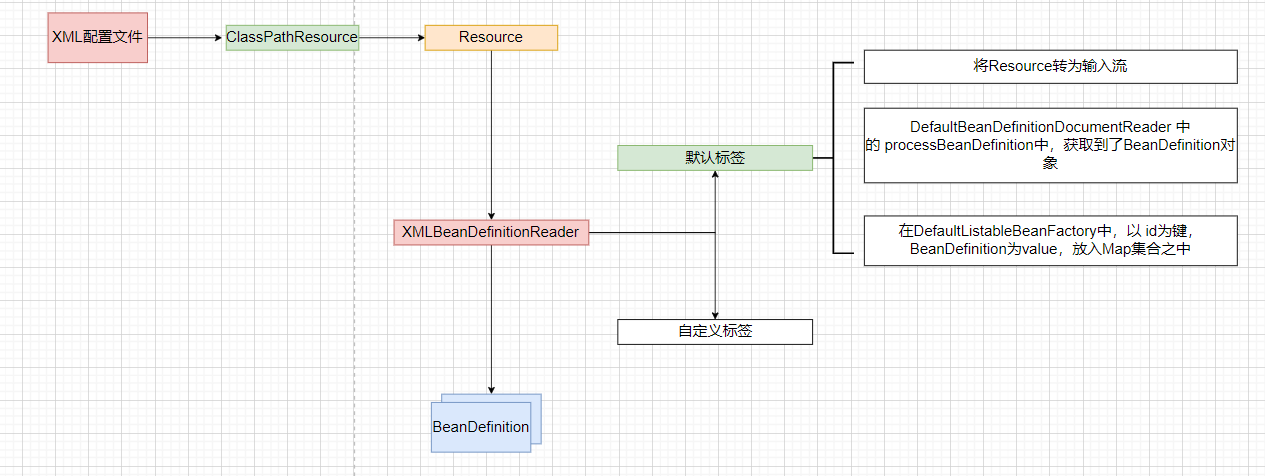 XML配置文件
ClassPathResource
Resource
将Resource转为输入流
DefaultBeanDefinitionDocumentReader 中
的 processBeanDefinition中，获取到了BeanDefinition对
象
默认标签
在DefaultListableBeanFactory中，以 id为键，
BeanDefinition为value，放入Map集合之中
XMLBeanDefinitionReader
自定义标签
BeanDefinition